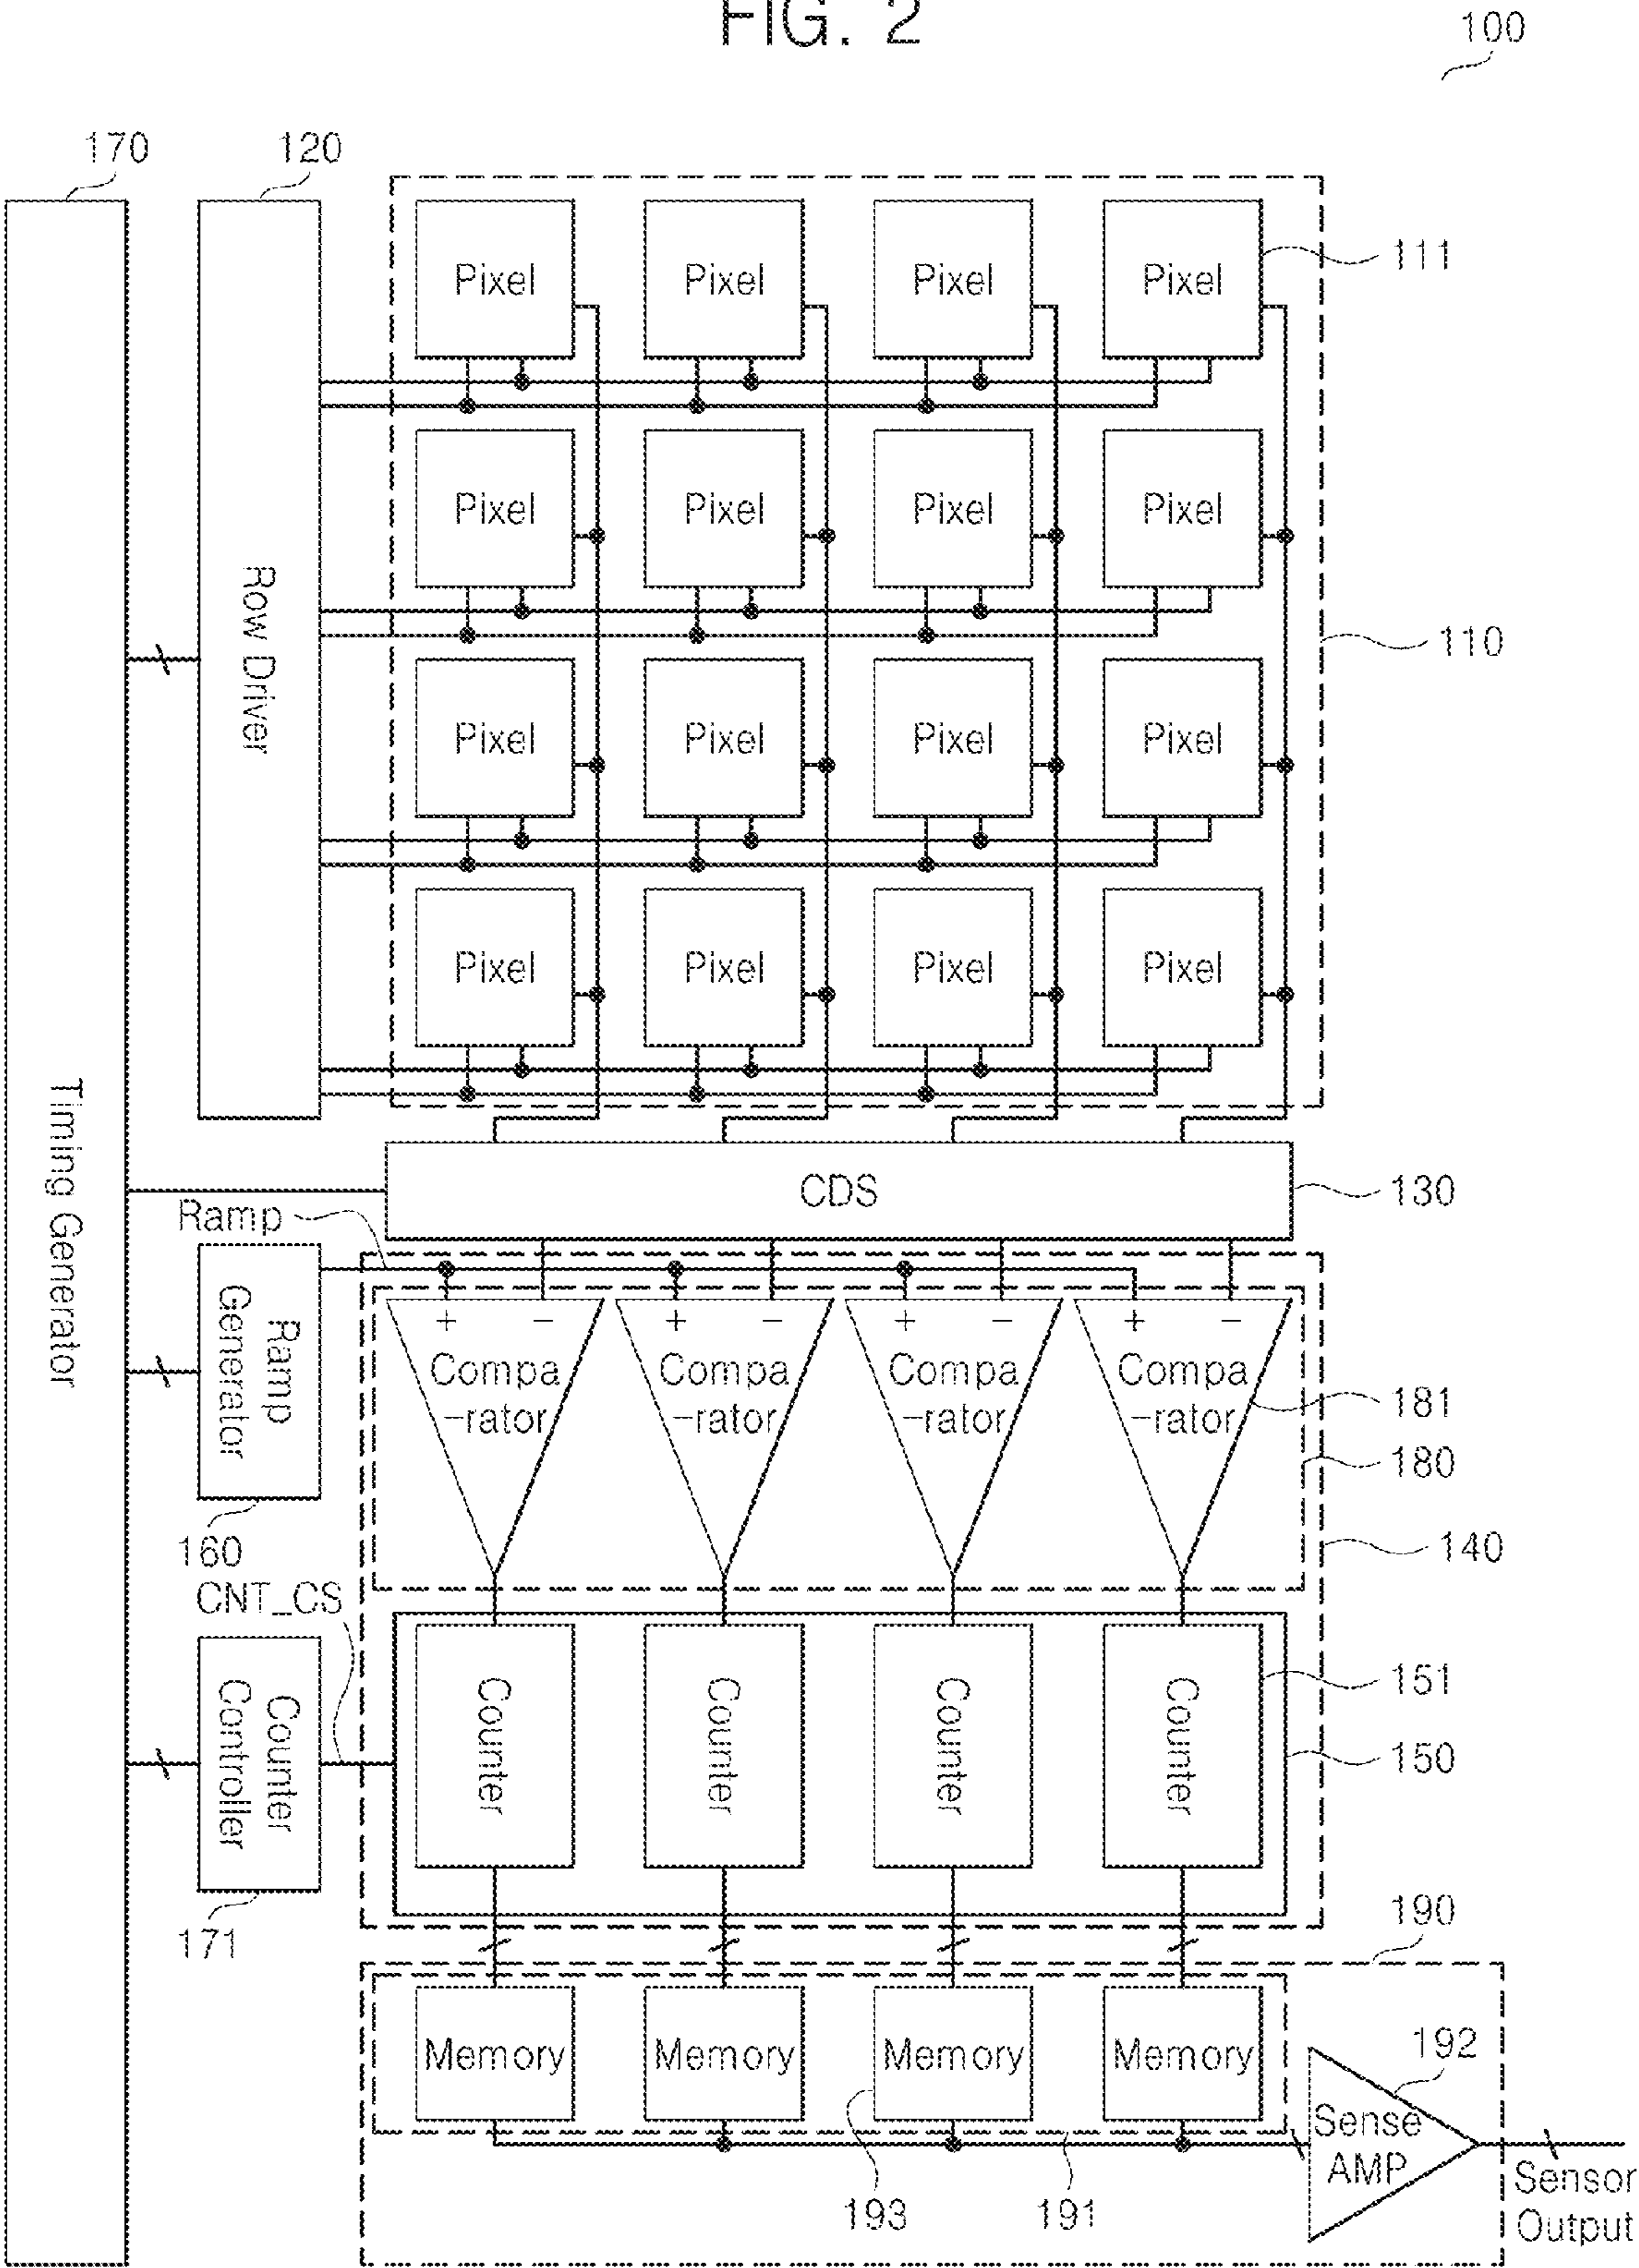 FIG. 2
100
170
120
Pixel Pixel Pixel Pixel
111
Pixel Pixel Pixel Pixel
Row Driver
110
Pixel Pixel Pixel Pixel
Pixel Pixel Pixel Pixel
Timing Generator
CDS
130
Ramp
Ramp
Generator
+ − + − + − + −
Compa Compa Compa Compa
-rator -rator -rator -rator
181
180
140
160
CNT_CS
Counter
Controller
Counter Counter Counter Counter
151
150
171
190
Memory Memory Memory Memory
192
Sense
AMP
193
191
Sensor
Output